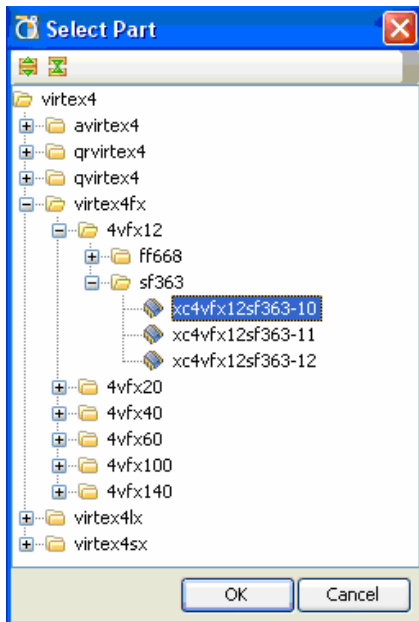 Select Part
virtex4
avirtex4
qrvirtex4
qvirtex4
virtex4fx
4vfx12
ff668
sf363
xc4vfx12sf363-10
xc4vfx12sf363-11
xc4vfx12sf363-12
4vfx20
4vfx40
4vfx60
4vfx100
4vfx140
virtex4lx
virtex4sx
OK Cancel